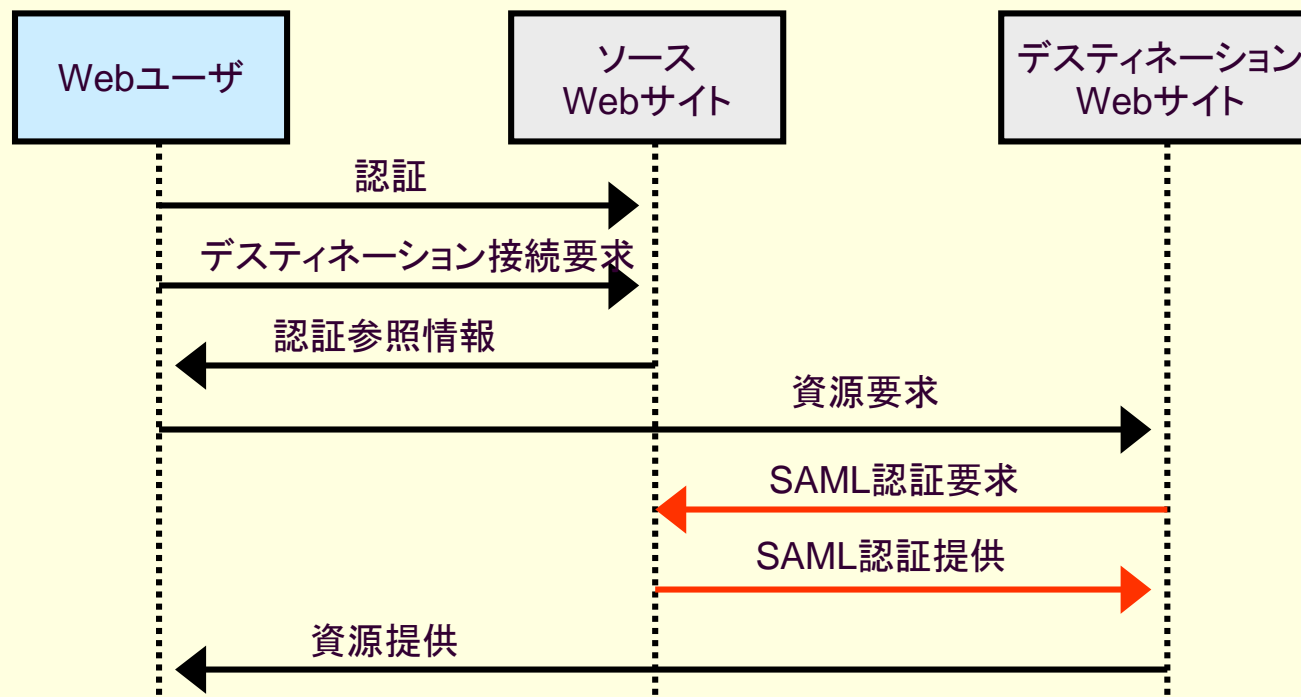 Webユーザ
ソース
Webサイト
デスティネーション
Webサイト
認証
デスティネーション接続要求
認証参照情報
資源要求
SAML認証要求
SAML認証提供
資源提供